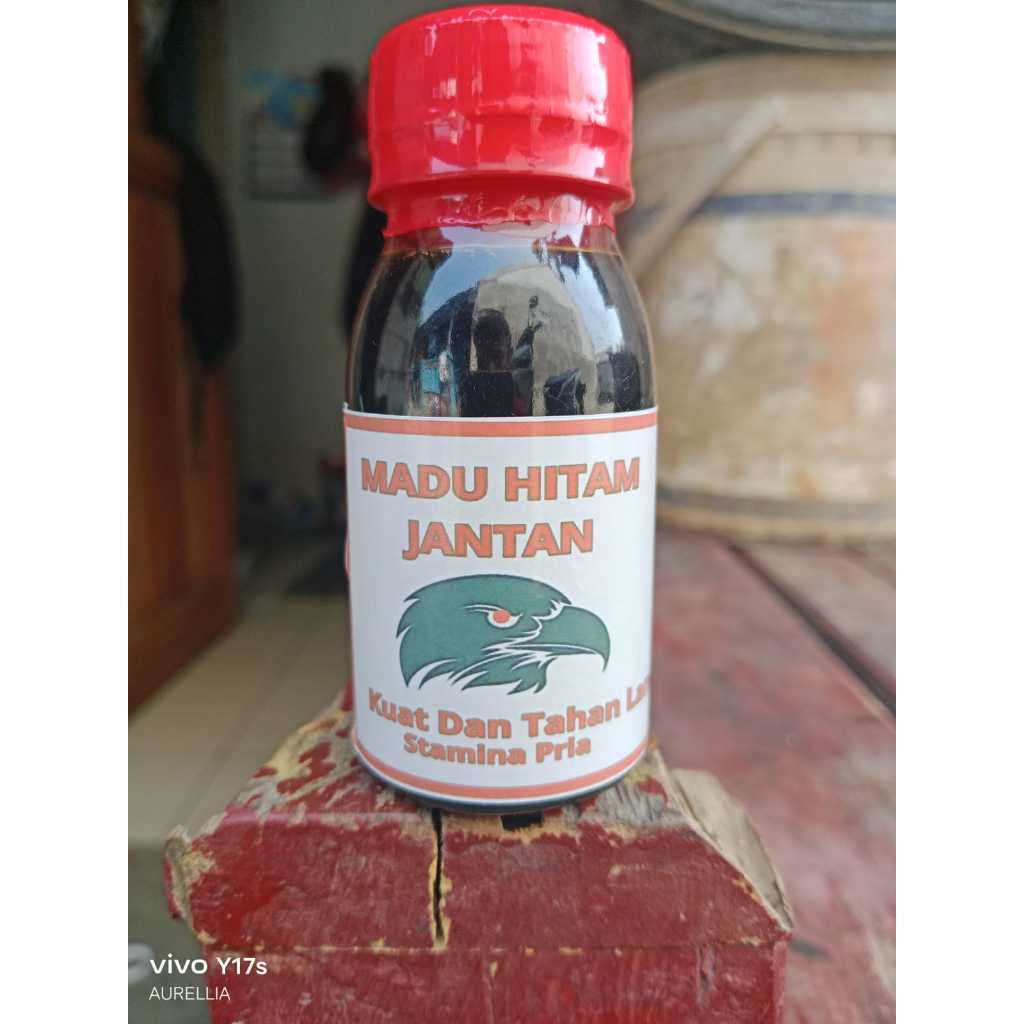 MADU HITAM
JANTAN
Kuat Dan Tahan
Stamina Pria
vivo Y17s
AURELLIA